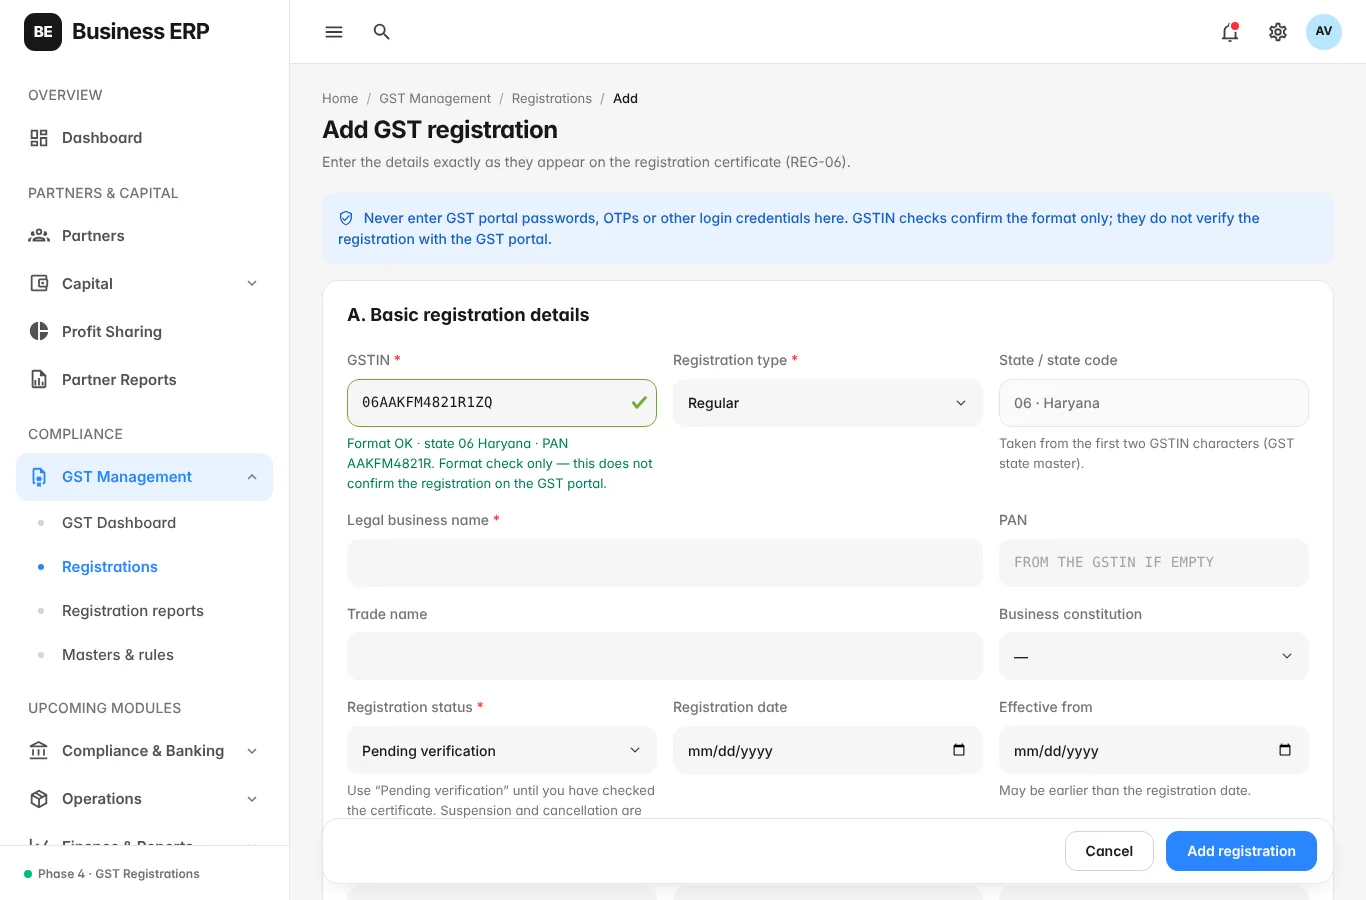 BE Business ERP
AV
OVERVIEW
Dashboard
PARTNERS & CAPITAL
Partners
Capital
Profit Sharing
Partner Reports
COMPLIANCE
GST Management
GST Dashboard
Registrations
Registration reports
Masters & rules
UPCOMING MODULES
Compliance & Banking
Operations
Finance & Reports
Phase 4 · GST Registrations
Home / GST Management / Registrations / Add
Add GST registration
Enter the details exactly as they appear on the registration certificate (REG-06).
Never enter GST portal passwords, OTPs or other login credentials here. GSTIN checks confirm the format only; they do not verify the
registration with the GST portal.
A. Basic registration details
GSTIN *
06AAKFM4821R1ZQ
Format OK · state 06 Haryana · PAN
AAKFM4821R. Format check only — this does not
confirm the registration on the GST portal.
Registration type *
Regular
State / state code
06 · Haryana
Taken from the first two GSTIN characters (GST
state master).
Legal business name *
PAN
FROM THE GSTIN IF EMPTY
Trade name
Business constitution
—
Registration status *
Pending verification
Use “Pending verification” until you have checked
the certificate. Suspension and cancellation are
Registration date
mm/dd/yyyy
Effective from
mm/dd/yyyy
May be earlier than the registration date.
Cancel
Add registration